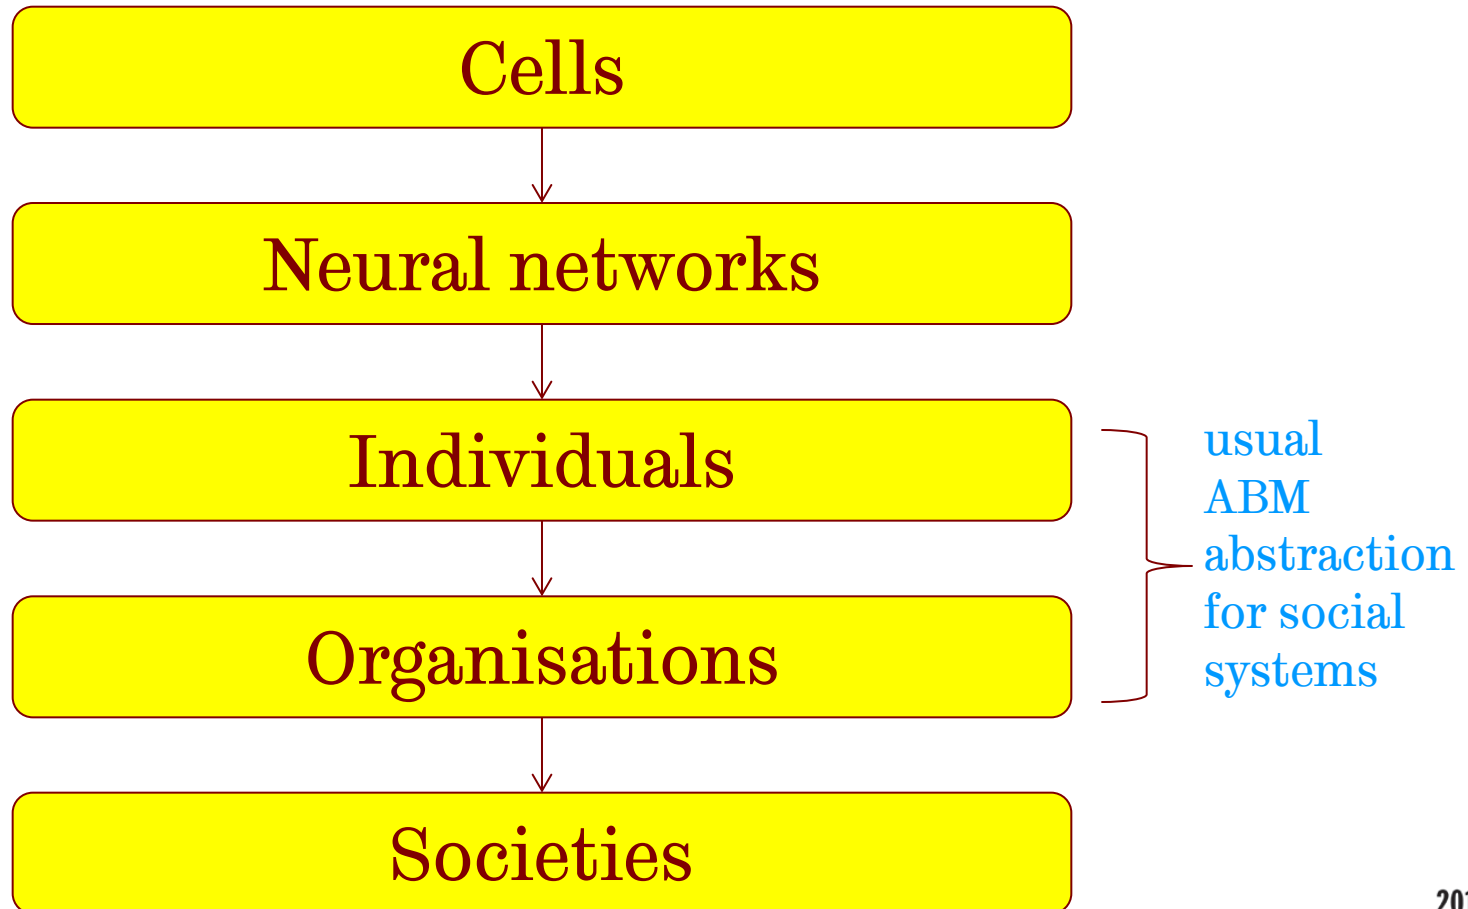 Cells
Neural networks
Individuals
usual
ABM
abstraction
for social
systems
Organisations
Societies